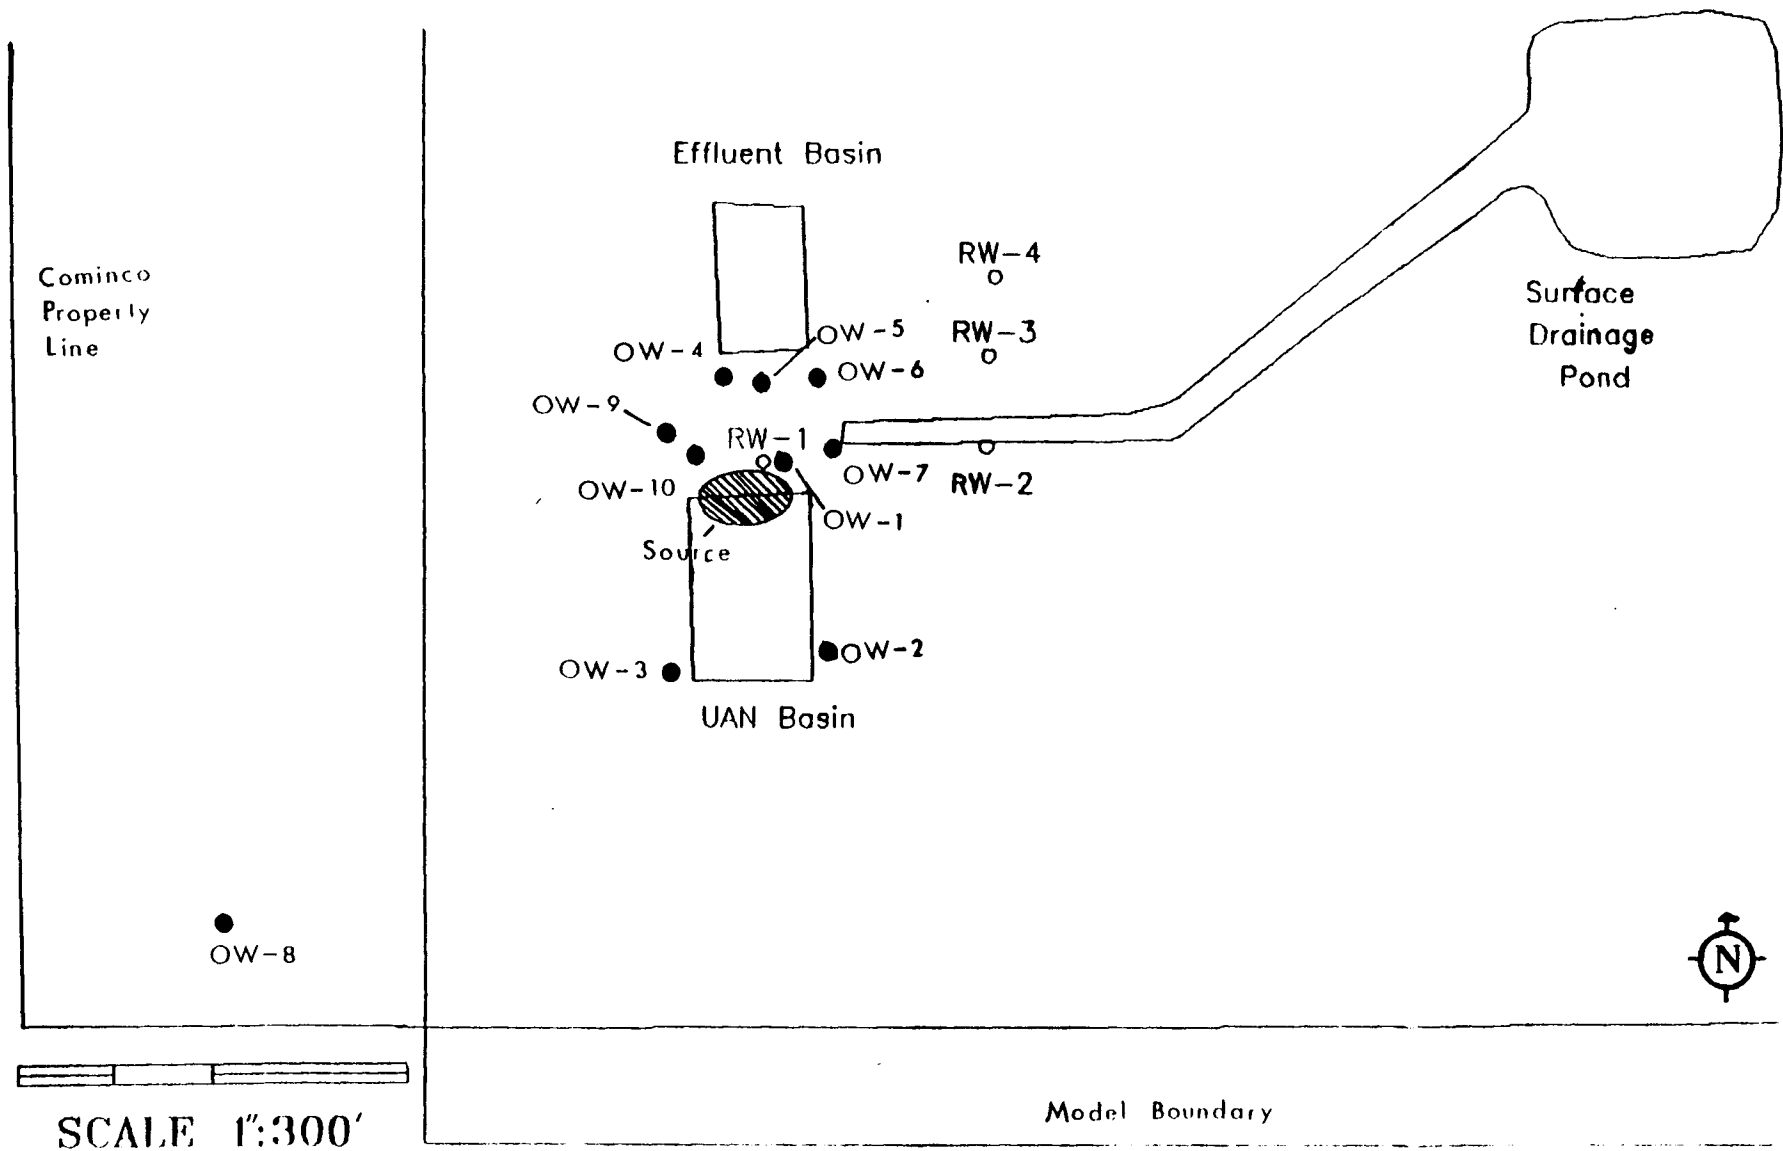 Effluent Basin
Cominco
Property
Line
RW-4
RW-3
Surface
Drainage
Pond
OW-4
OW-5
OW-6
OW-9
RW-1
OW-10
OW-7
RW-2
OW-1
Source
OW-3
OW-2
UAN Basin
OW-8
N
SCALE 1":300'
Model Boundary